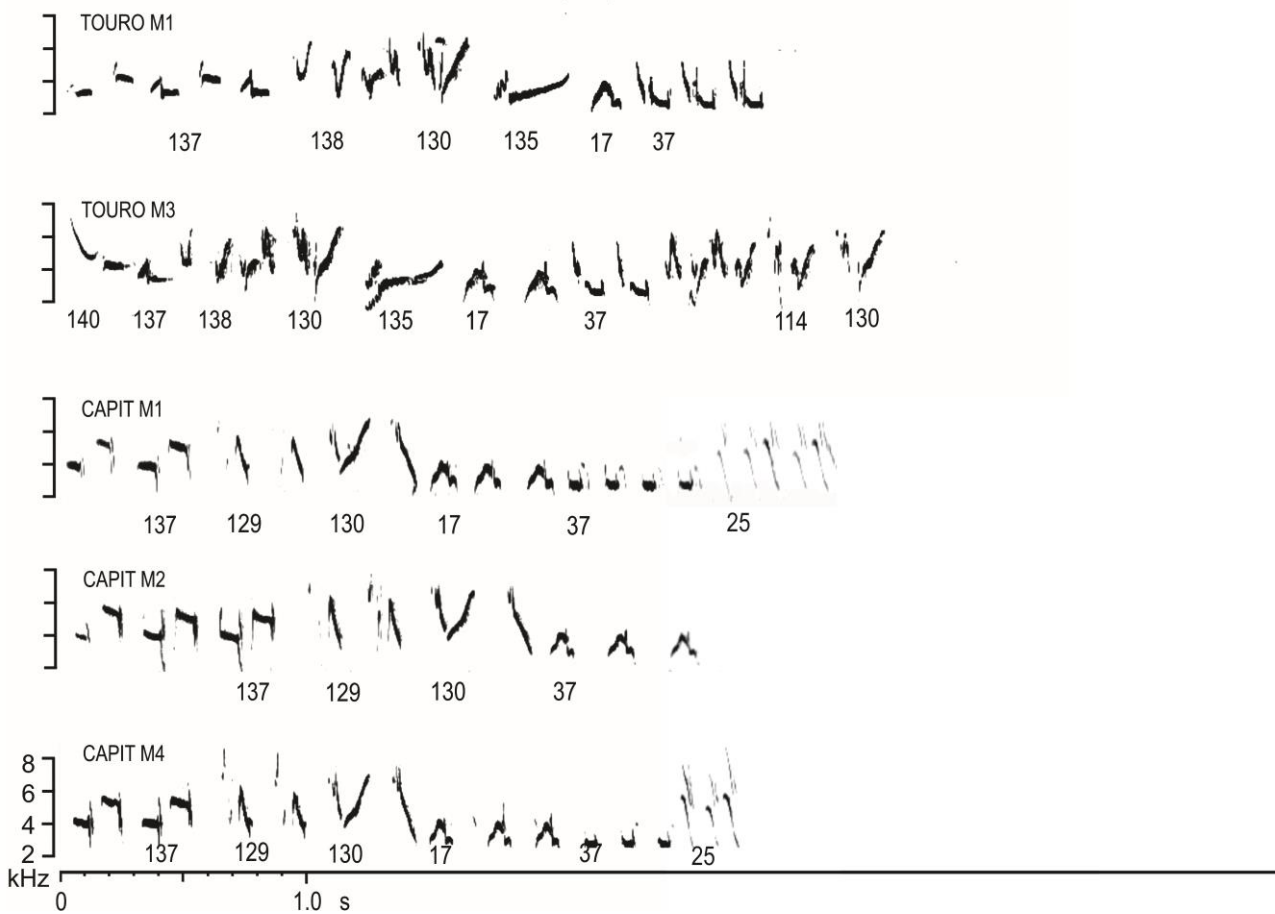 TOURO M1
137 138 130 135 17 37
TOURO M3
140 137 138 130 135 17 37 114 130
CAPIT M1
137 129 130 17 37 25
CAPIT M2
137 129 130 37
CAPIT M4
8
6
4
2
137 129 130 17 37 25
kHz
0 1.0 s